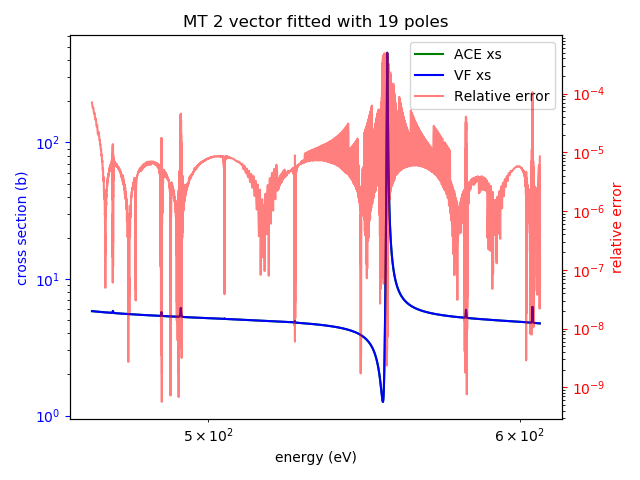 MT 2 vector fitted with 19 poles
ACE xs
VF xs
Relative error
cross section (b)
10²
10¹
10⁰
10⁻⁴
10⁻⁵
10⁻⁶
10⁻⁷
10⁻⁸
10⁻⁹
relative error
5 × 10²
6 × 10²
energy (eV)